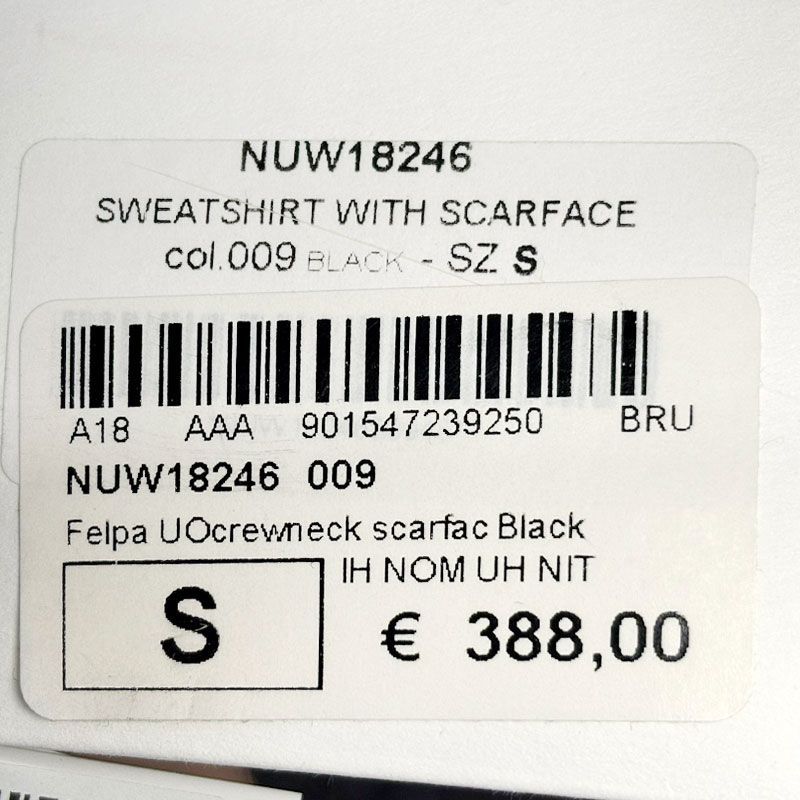 NUW18246
SWEATSHIRT WITH SCARFACE
col.009 BLACK - SZ S
A18 AAA 901547239250 BRU
NUW18246 009
Felpa UOcrewneck scarfac Black
IH NOM UH NIT
S
€ 388,00